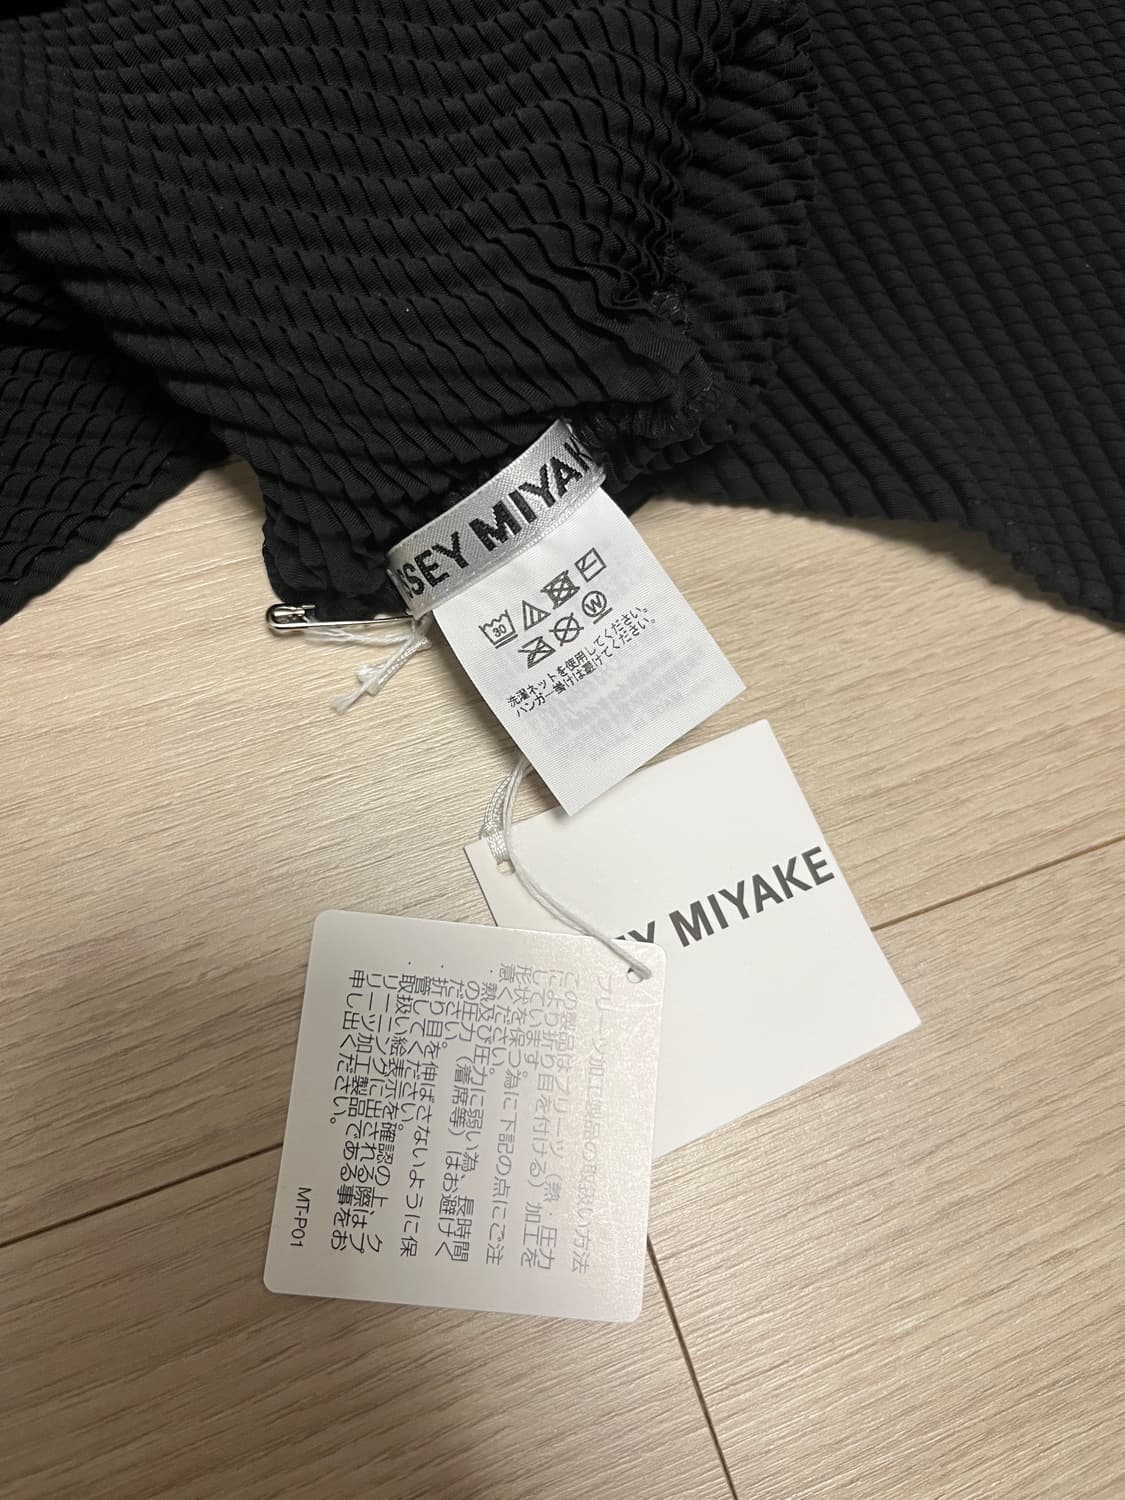 SSEY MIYAK
30
W
洗濯ネットを使用してください。
ハンガー掛けは避けてください。
EY MIYAKE
プリーツ加工製品の取扱い方法
この製品はプリーツ（熱・圧力
により折り目を付ける）加工を
しています。
形状を保つ為に下記の点にご注
意ください。
・熱及び圧力に弱い為、長時間
の圧力（着席等）はお避けく
ださい。
・折り目を伸ばさないように保
管してください。
・取扱い絵表示を確認の上、ク
リーニングに出される際はプ
リーツ加工製品である事をお
申し出ください。
MT-P01